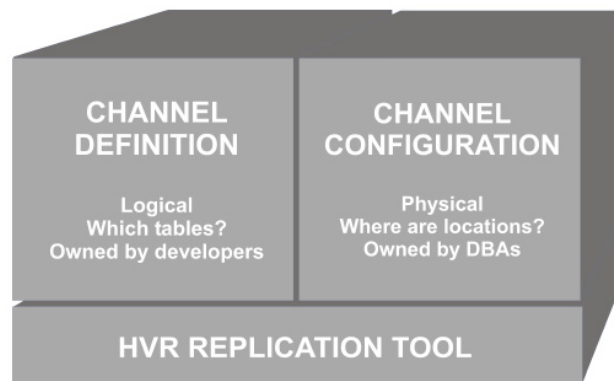 CHANNEL
DEFINITION
Logical
Which tables?
Owned by developers
CHANNEL
CONFIGURATION
Physical
Where are locations?
Owned by DBAs
HVR REPLICATION TOOL